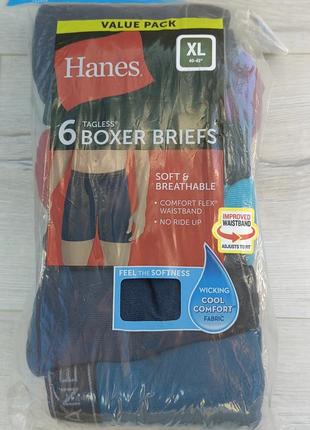 VALUE PACK
Hanes
XL
40-42"
TAGLESS®
6 BOXER BRIEFS
SOFT &
BREATHABLE
• COMFORT FLEX®
WAISTBAND
• NO RIDE UP
IMPROVED
WAISTBAND
ADJUSTS TO FIT
FEEL THE SOFTNESS
WICKING
COOL
COMFORT
FABRIC
ANE